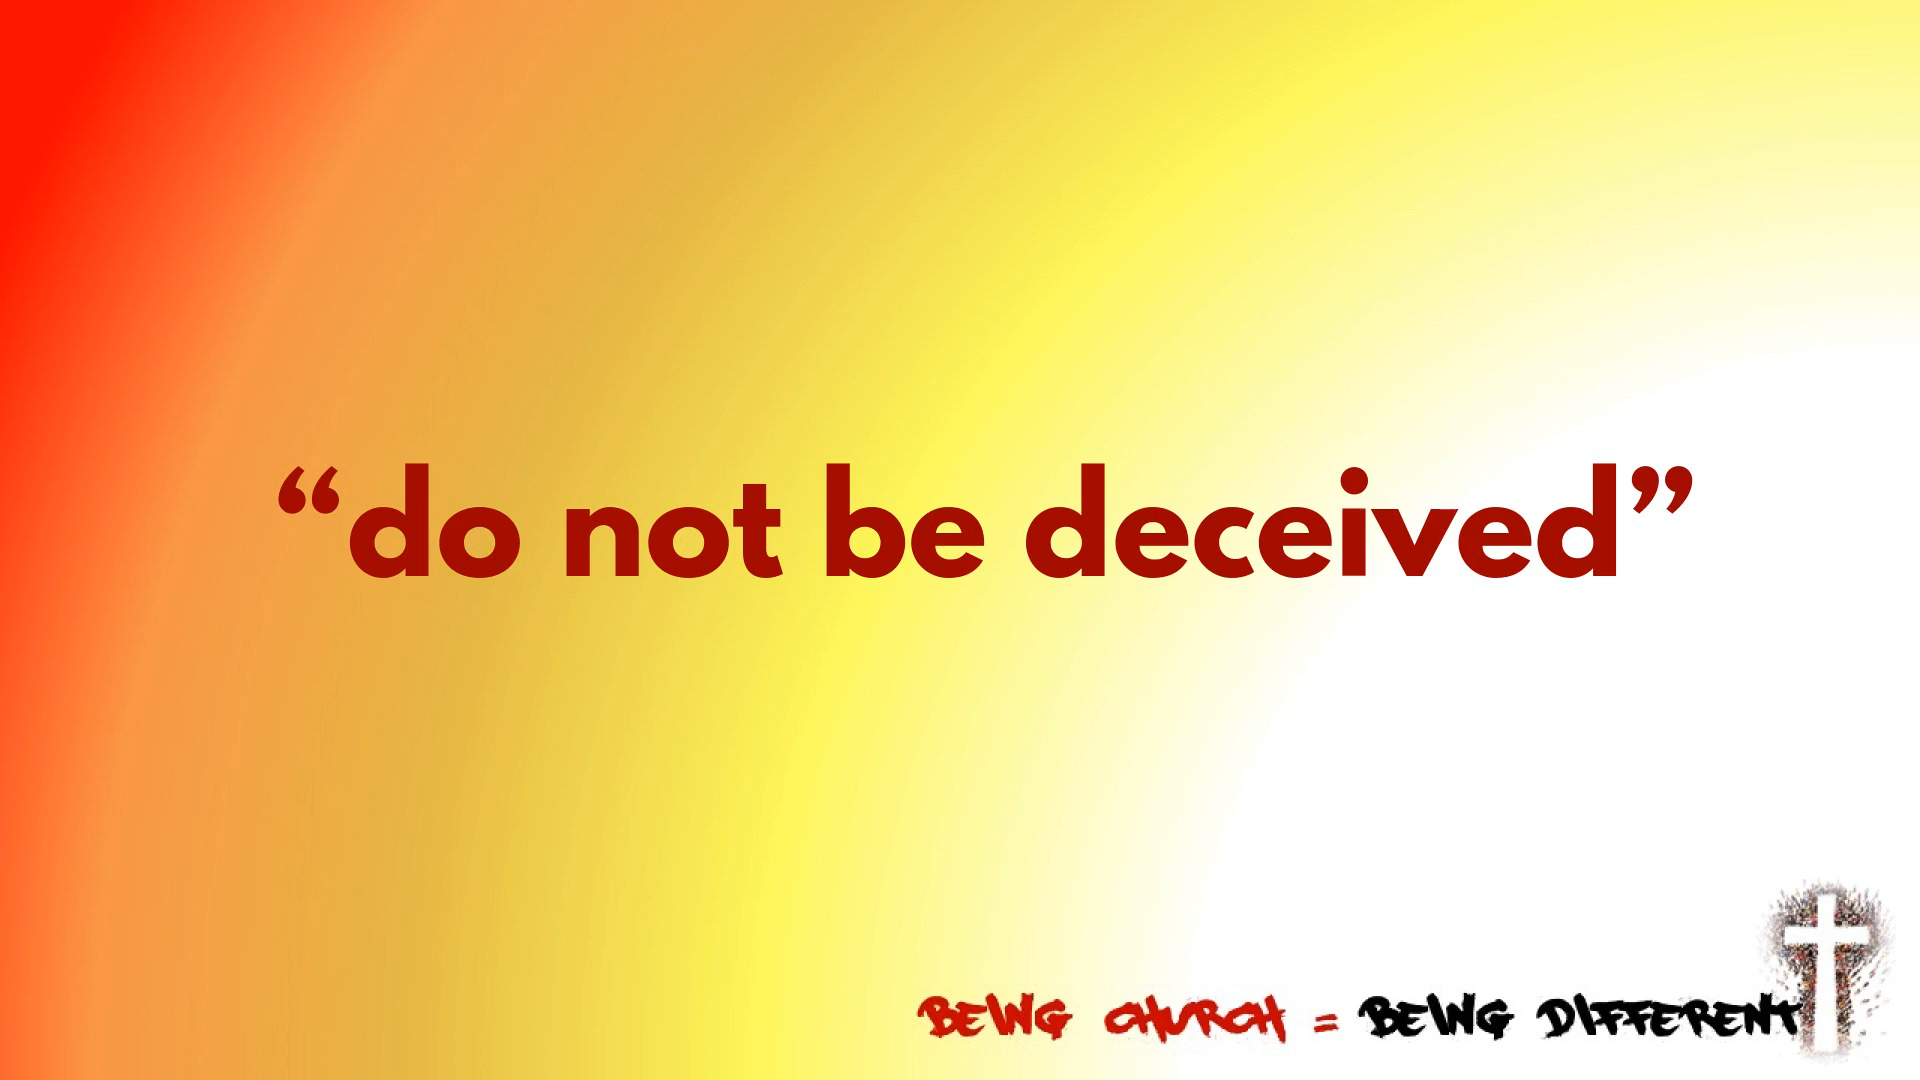 “do not be deceived”
BEING CHURCH = BEING DIFFERENT